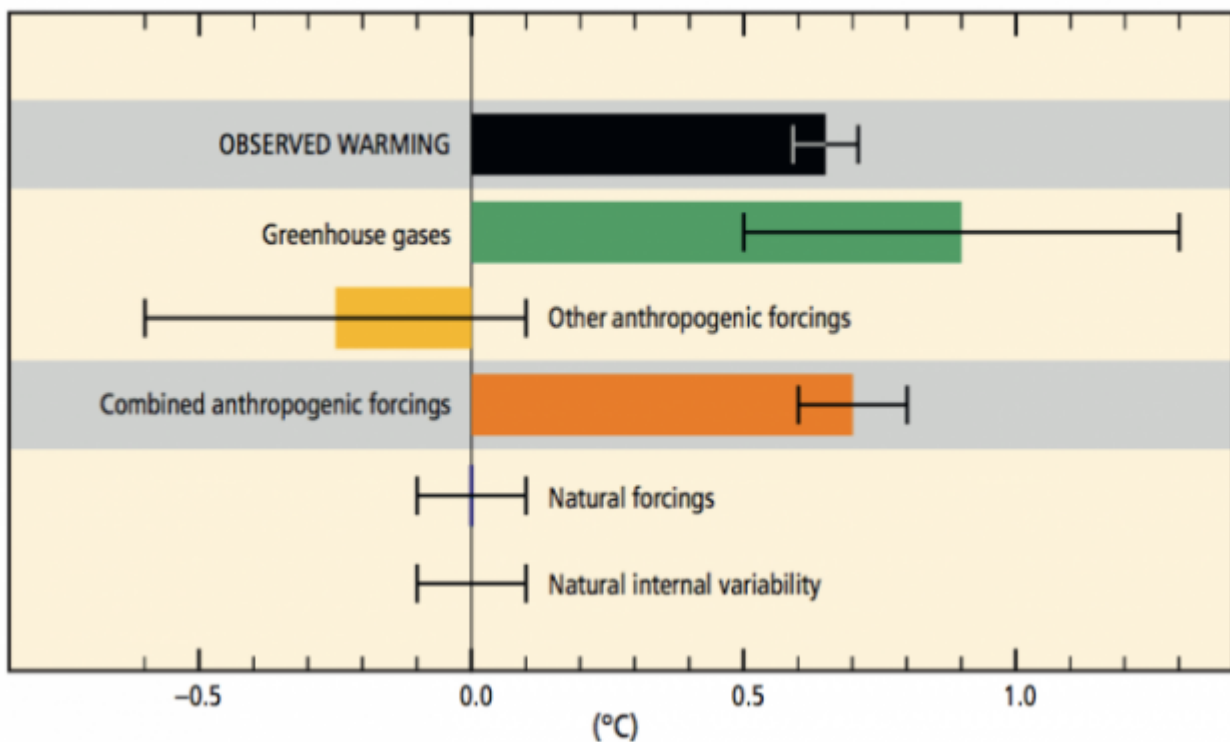 OBSERVED WARMING
Greenhouse gases
Other anthropogenic forcings
Combined anthropogenic forcings
Natural forcings
Natural internal variability
–0.5 0.0 0.5 1.0
(°C)